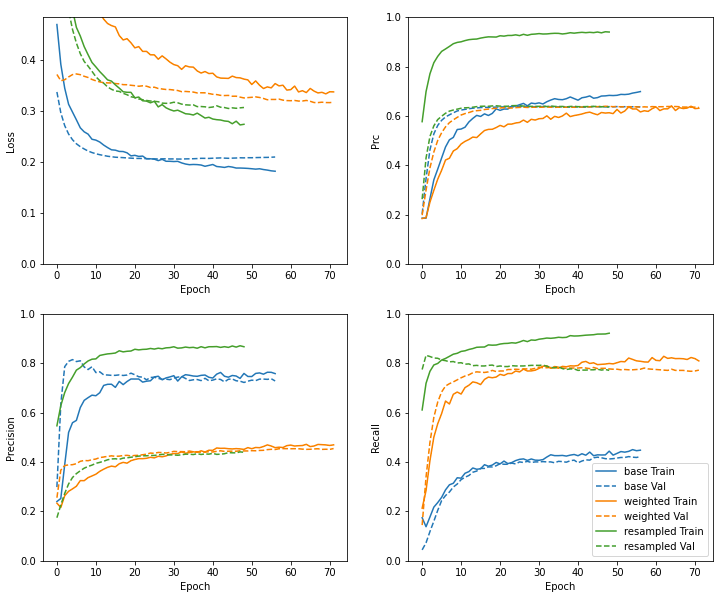 0.4
0.3
0.2
0.1
0.0
Loss
0 10 20 30 40 50 60 70
Epoch
1.0
0.8
0.6
0.4
0.2
0.0
Prc
0 10 20 30 40 50 60 70
Epoch
1.0
0.8
0.6
0.4
0.2
0.0
Precision
0 10 20 30 40 50 60 70
Epoch
1.0
0.8
0.6
0.4
0.2
0.0
Recall
0 10 20 30 40 50 60 70
Epoch
base Train
base Val
weighted Train
weighted Val
resampled Train
resampled Val